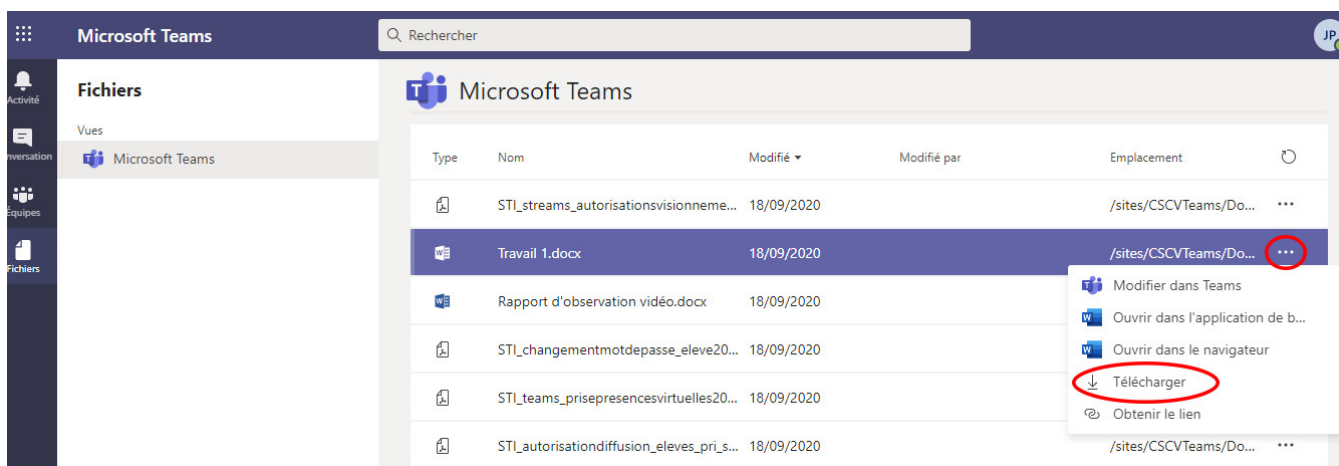 Microsoft Teams
Rechercher
JP
Activité
nversation
Équipes
Fichiers
Fichiers
Vues
Microsoft Teams
Microsoft Teams
Type Nom Modifié Modifié par Emplacement
STI_streams_autorisationsvisionneme... 18/09/2020 /sites/CSCVTeams/Do... ...
Travail 1.docx 18/09/2020 /sites/CSCVTeams/Do... ...
Rapport d'observation vidéo.docx 18/09/2020
STI_changementmotdepasse_eleve20... 18/09/2020
STI_teams_prisepresencesvirtuelles20... 18/09/2020
STI_autorisationdiffusion_eleves_pri_s... 18/09/2020 /sites/CSCVTeams/Do... ...
Modifier dans Teams
Ouvrir dans l'application de b...
Ouvrir dans le navigateur
Télécharger
Obtenir le lien